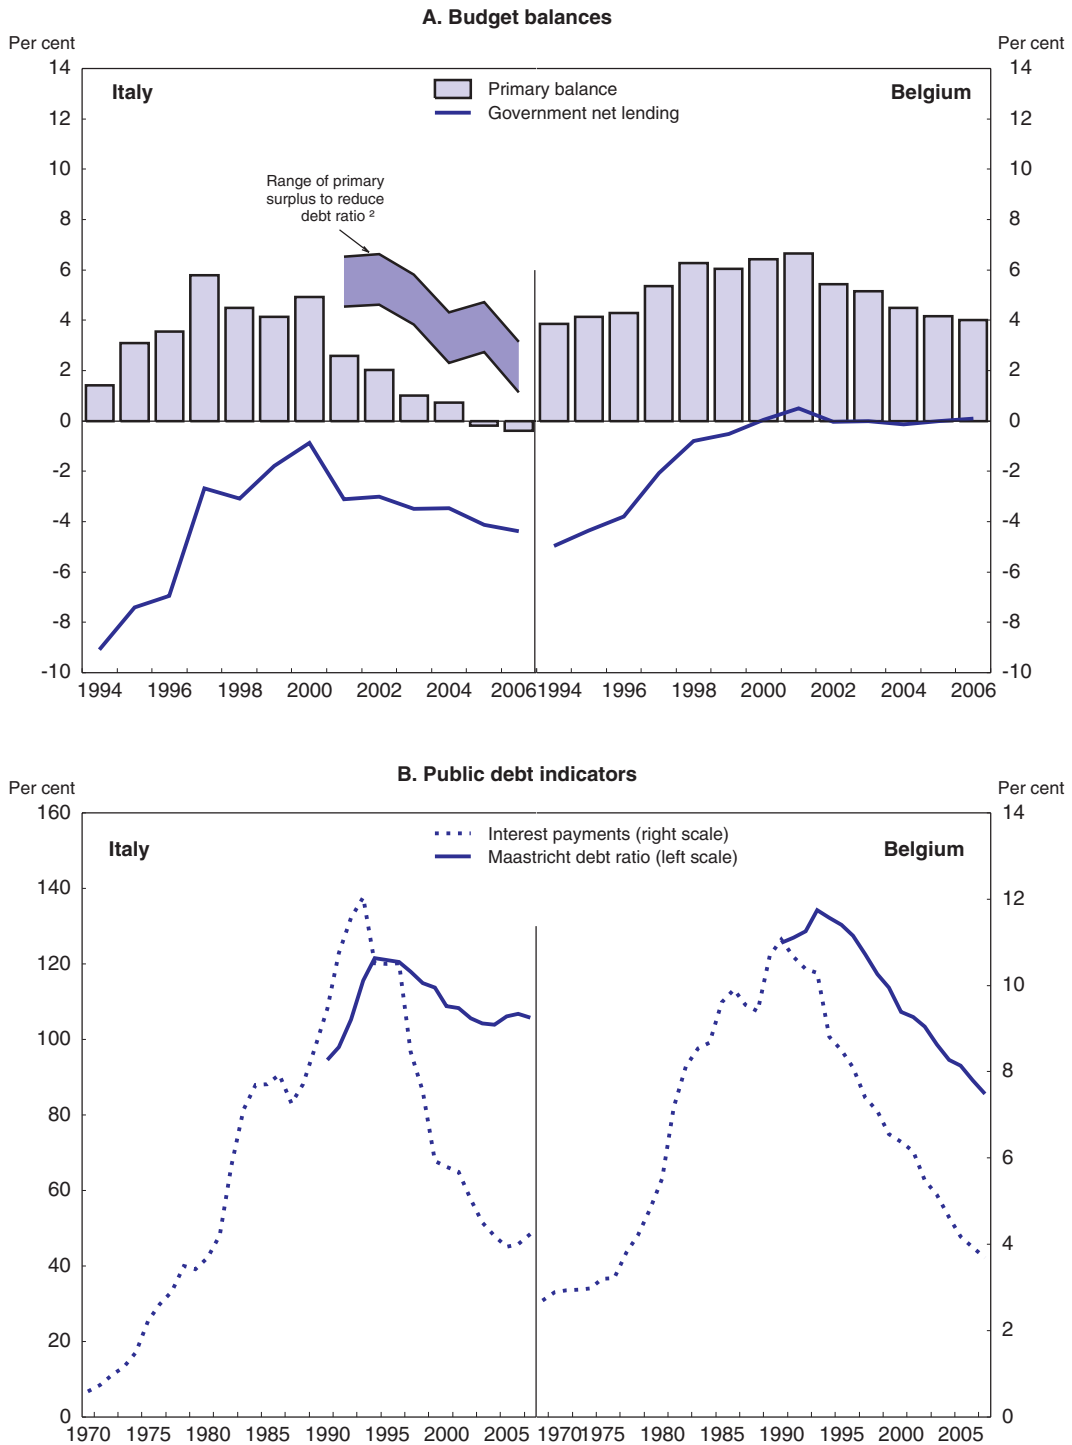 A. Budget balances
Per cent Per cent
14 14
Italy Primary balance Belgium
Government net lending
12 12
10 10
Range of primary
surplus to reduce
debt ratio ²
8 8
6 6
4 4
2 2
0 0
-2 -2
-4 -4
-6 -6
-8 -8
-10 -10
1994 1996 1998 2000 2002 2004 2006 1994 1996 1998 2000 2002 2004 2006
B. Public debt indicators
Per cent Per cent
160 14
Interest payments (right scale)
Italy Maastricht debt ratio (left scale) Belgium
140 12
120 10
100
80 8
60 6
40 4
20 2
0 0
1970 1975 1980 1985 1990 1995 2000 2005 1970 1975 1980 1985 1990 1995 2000 2005